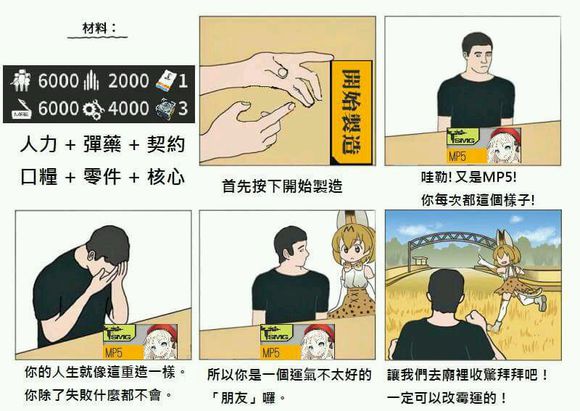 材料：
6000 2000 1
6000 4000 3
人力 + 彈藥 + 契約
口糧 + 零件 + 核心
開始製造
首先按下開始製造
SMG
MP5
哇勒! 又是MP5!
你每次都這個樣子!
SMG
MP5
你的人生就像這重造一樣。
你除了失敗什麼都不會。
SMG
MP5
所以你是一個運氣不太好的
「朋友」囉。
讓我們去廟裡收驚拜拜吧！
一定可以改霉運的！